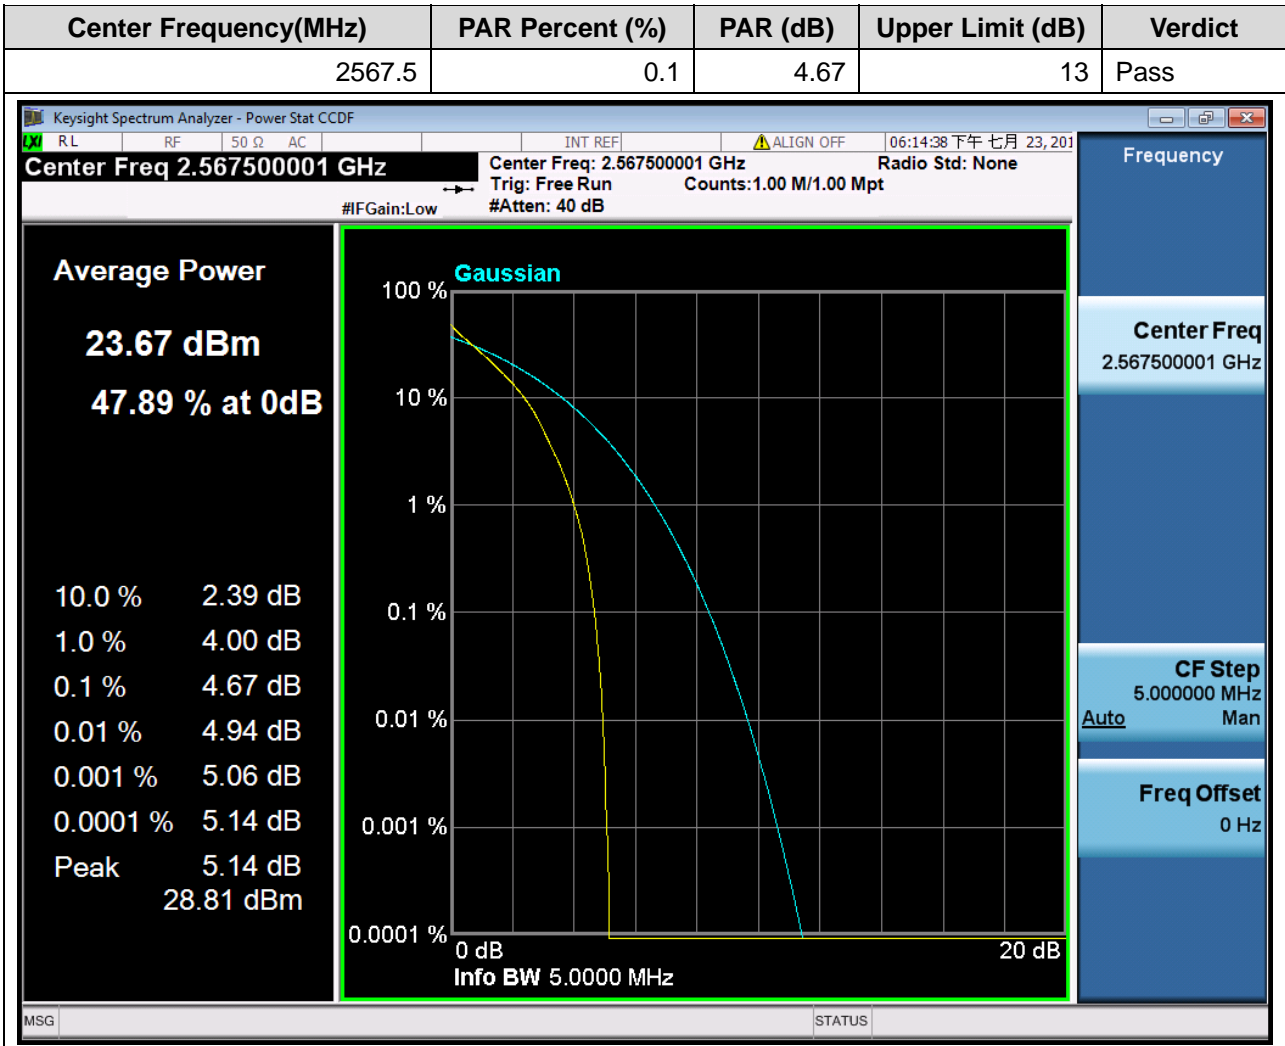 Center Frequency(MHz) PAR Percent (%) PAR (dB) Upper Limit (dB) Verdict
2567.5 0.1 4.67 13 Pass
Keysight Spectrum Analyzer - Power Stat CCDF
LXI RL RF 50 Ω AC INT REF ALIGN OFF 06:14:38 下午 七月 23, 201
Center Freq 2.567500001 GHz
Center Freq: 2.567500001 GHz Radio Std: None
Trig: Free Run Counts:1.00 M/1.00 Mpt
#IFGain:Low #Atten: 40 dB
Frequency
Average Power
23.67 dBm
47.89 % at 0dB
10.0 % 2.39 dB
1.0 % 4.00 dB
0.1 % 4.67 dB
0.01 % 4.94 dB
0.001 % 5.06 dB
0.0001 % 5.14 dB
Peak 5.14 dB
28.81 dBm
Gaussian
100 %
10 %
1 %
0.1 %
0.01 %
0.001 %
0.0001 %
0 dB 20 dB
Info BW 5.0000 MHz
Center Freq
2.567500001 GHz
CF Step
5.000000 MHz
Auto Man
Freq Offset
0 Hz
MSG STATUS